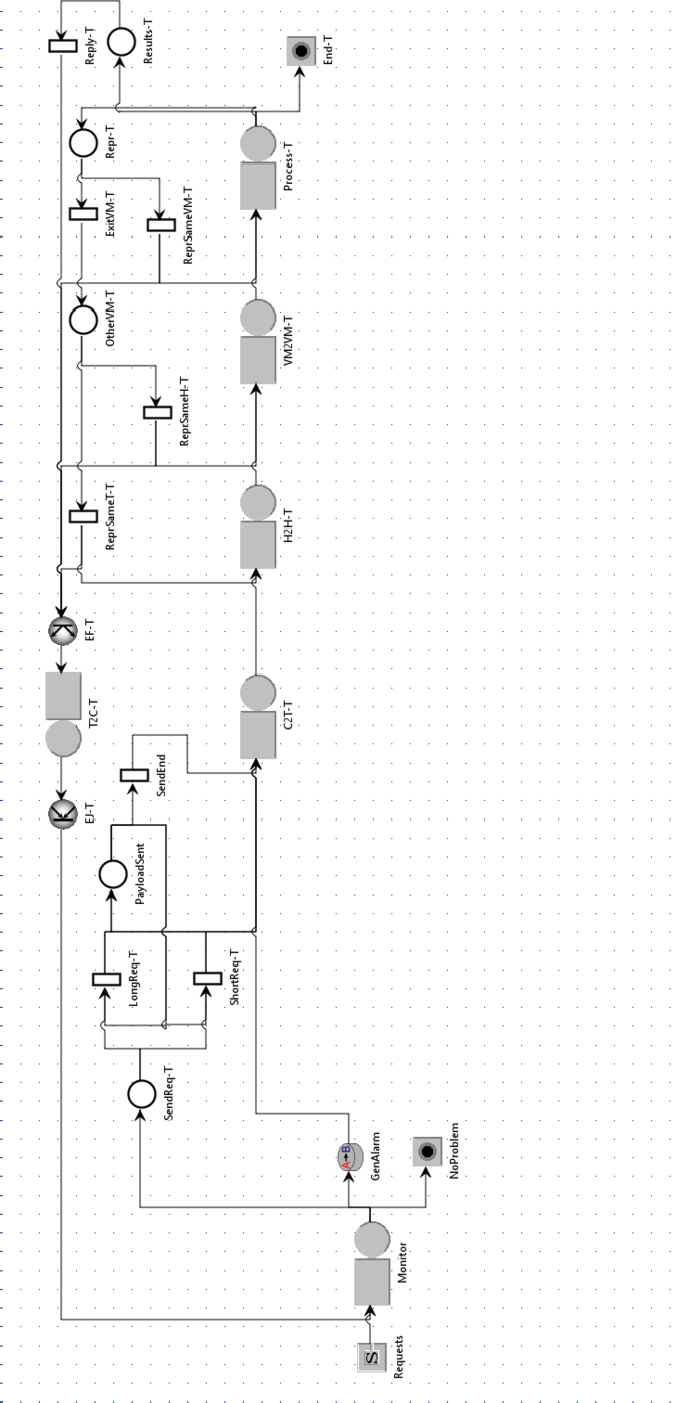 Reply-T
Results-T
End-T
Repr-T
Process-T
ExitVM-T
ReprSameVM-T
OtherVM-T
VM2VM-T
ReprSameH-T
ReprSameT-T
H2H-T
EF-T
T2C-T
C2T-T
SendEnd
EJ-T
PayloadSent
LongReq-T
ShortReq-T
SendReq-T
A→B
GenAlarm
NoProblem
Monitor
S
Requests